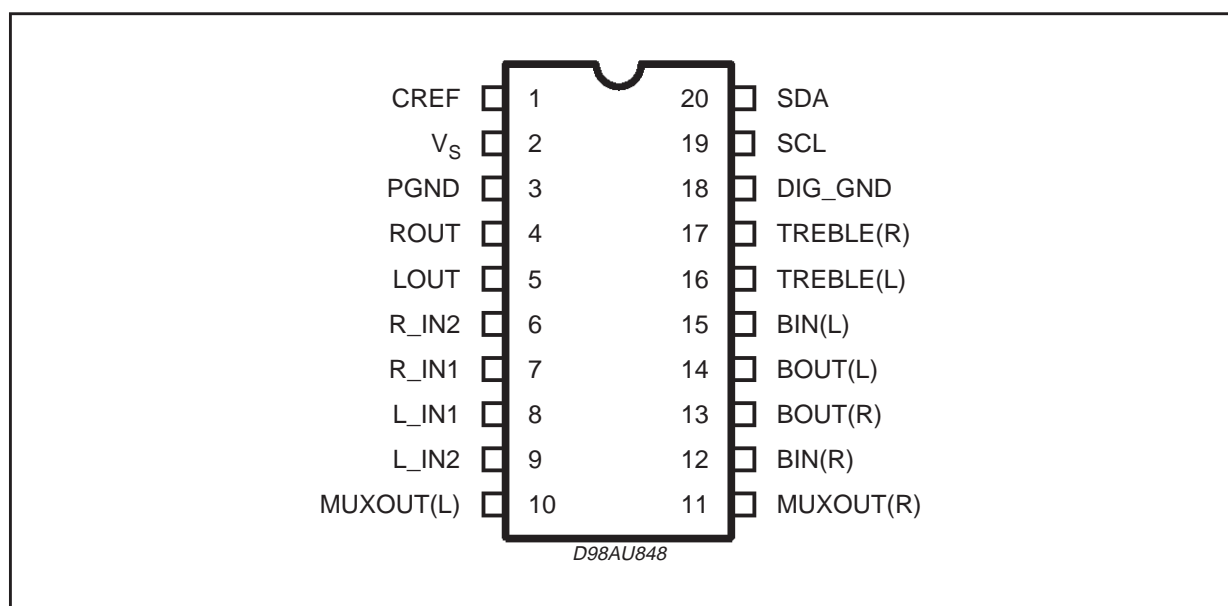 CREF 1 20 SDA
VS 2 19 SCL
PGND 3 18 DIG_GND
ROUT 4 17 TREBLE(R)
LOUT 5 16 TREBLE(L)
R_IN2 6 15 BIN(L)
R_IN1 7 14 BOUT(L)
L_IN1 8 13 BOUT(R)
L_IN2 9 12 BIN(R)
MUXOUT(L) 10 11 MUXOUT(R)
D98AU848